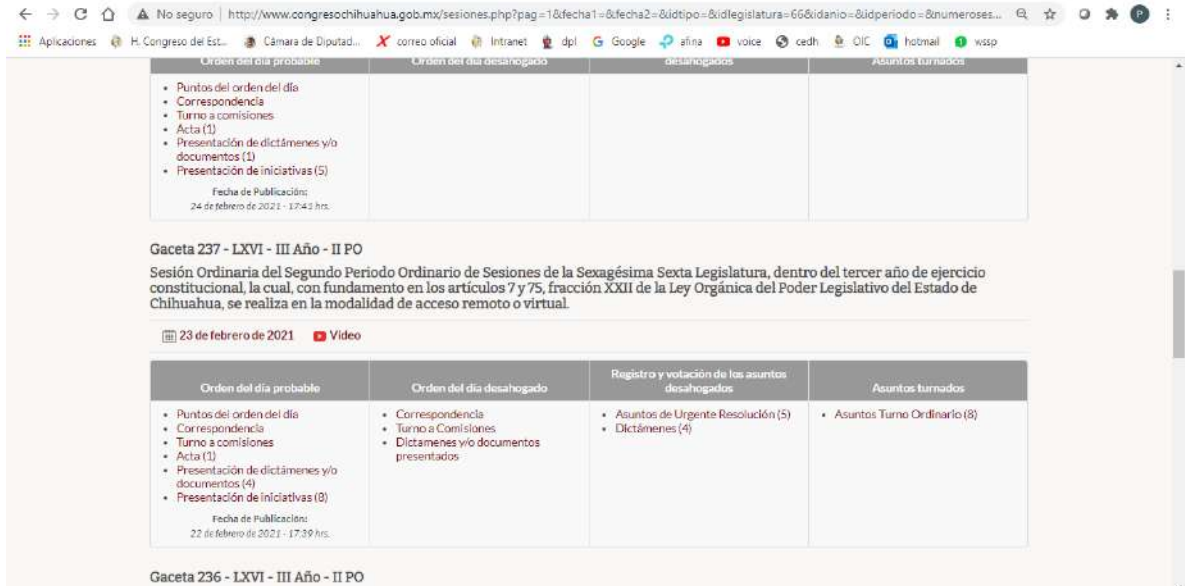 No seguro | http://www.congresochihuahua.gob.mx/sesiones.php?pag=1&fecha1=&fecha2=&idtipo=&idlegislatura=66&idanio=&idperiodo=&numeroses...
Aplicaciones H. Congreso del Est... Cámara de Diputad... correo oficial Intranet dpl Google afina voice cedh OIC hotmail wssp
Orden del día probable Orden del día desahogado desahogados Asuntos turnados
• Puntos del orden del día
• Correspondencia
• Turno a comisiones
• Acta (1)
• Presentación de dictámenes y/o
documentos (1)
• Presentación de iniciativas (5)
Fecha de Publicación:
24 de febrero de 2021 - 17:43 hrs.
Gaceta 237 - LXVI - III Año - II PO
Sesión Ordinaria del Segundo Periodo Ordinario de Sesiones de la Sexagésima Sexta Legislatura, dentro del tercer año de ejercicio
constitucional, la cual, con fundamento en los artículos 7 y 75, fracción XXII de la Ley Orgánica del Poder Legislativo del Estado de
Chihuahua, se realiza en la modalidad de acceso remoto o virtual.
23 de febrero de 2021 Video
Orden del día probable Orden del día desahogado Registro y votación de los asuntos
desahogados Asuntos turnados
• Puntos del orden del día
• Correspondencia
• Turno a comisiones
• Acta (1)
• Presentación de dictámenes y/o
documentos (4)
• Presentación de iniciativas (8)
Fecha de Publicación:
22 de febrero de 2021 - 17:39 hrs.
• Correspondencia
• Turno a Comisiones
• Dictamenes y/o documentos
presentados
• Asuntos de Urgente Resolución (5)
• Dictámenes (4)
• Asuntos Turno Ordinario (8)
Gaceta 236 - LXVI - III Año - II PO